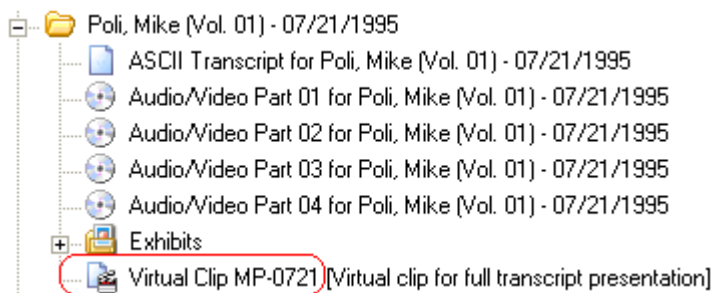 Poli, Mike (Vol. 01) - 07/21/1995
ASCII Transcript for Poli, Mike (Vol. 01) - 07/21/1995
Audio/Video Part 01 for Poli, Mike (Vol. 01) - 07/21/1995
Audio/Video Part 02 for Poli, Mike (Vol. 01) - 07/21/1995
Audio/Video Part 03 for Poli, Mike (Vol. 01) - 07/21/1995
Audio/Video Part 04 for Poli, Mike (Vol. 01) - 07/21/1995
Exhibits
Virtual Clip MP-0721 [Virtual clip for full transcript presentation]